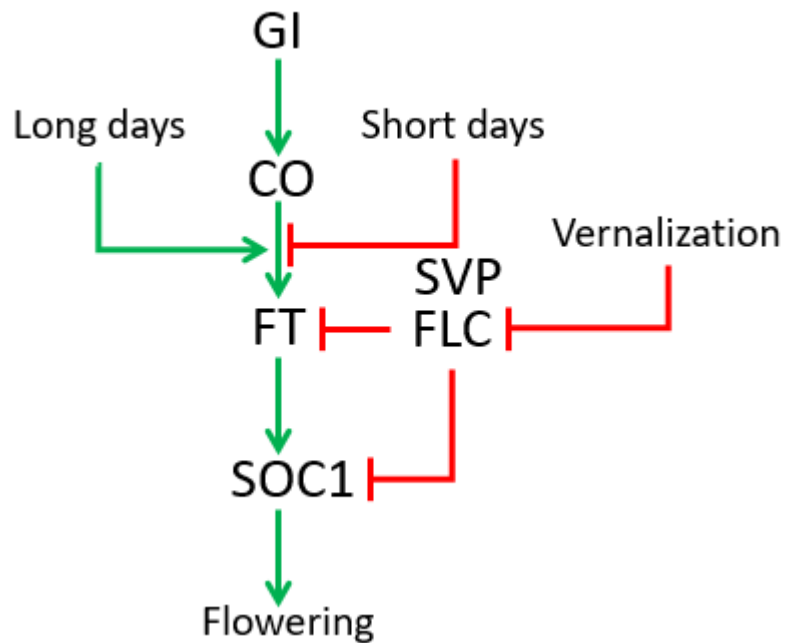 GI
Long days
Short days
CO
Vernalization
SVP
FT
FLC
SOC1
Flowering